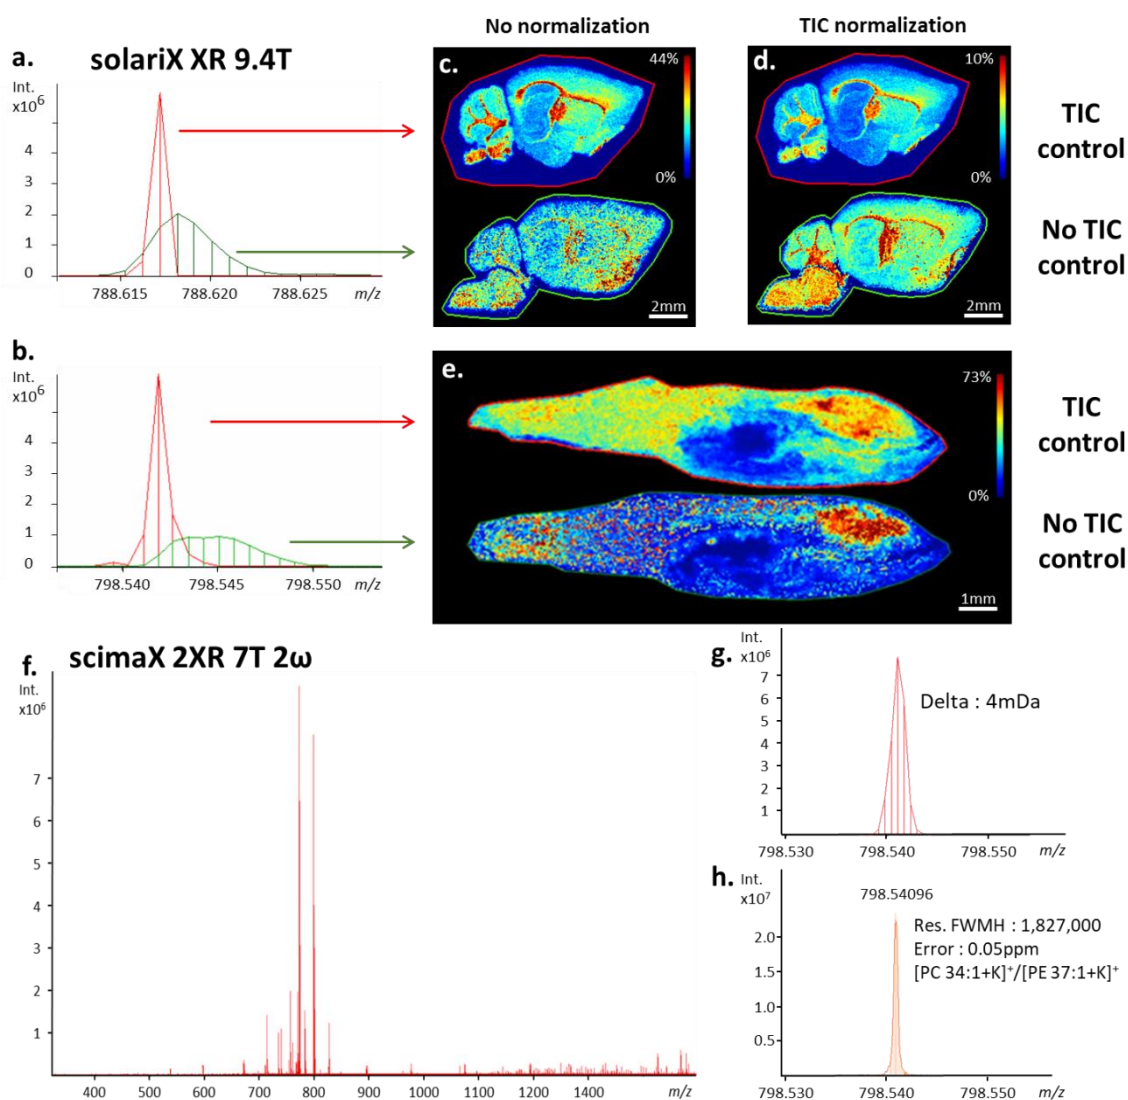 No normalization
TIC normalization
a.
solariX XR 9.4T
Int.
x10⁶
4
3
2
1
0
788.615
788.620
788.625
m/z
c.
44%
0%
2mm
d.
10%
0%
2mm
TIC
control
No TIC
control
b.
Int.
x10⁶
4
3
2
1
0
798.540
798.545
798.550
m/z
e.
73%
0%
1mm
TIC
control
No TIC
control
f.
scimaX 2XR 7T 2ω
Int.
x10⁶
7
6
5
4
3
2
1
400
500
600
700
800
900
1000
1100
1200
1400
m/z
g.
Int.
x10⁶
7
6
5
4
3
2
1
Delta : 4mDa
798.530
798.540
798.550
m/z
h.
Int.
x10⁷
2.0
1.5
1.0
0.5
798.54096
Res. FWMH : 1,827,000
Error : 0.05ppm
[PC 34:1+K]⁺/[PE 37:1+K]⁺
798.530
798.540
798.550
m/z